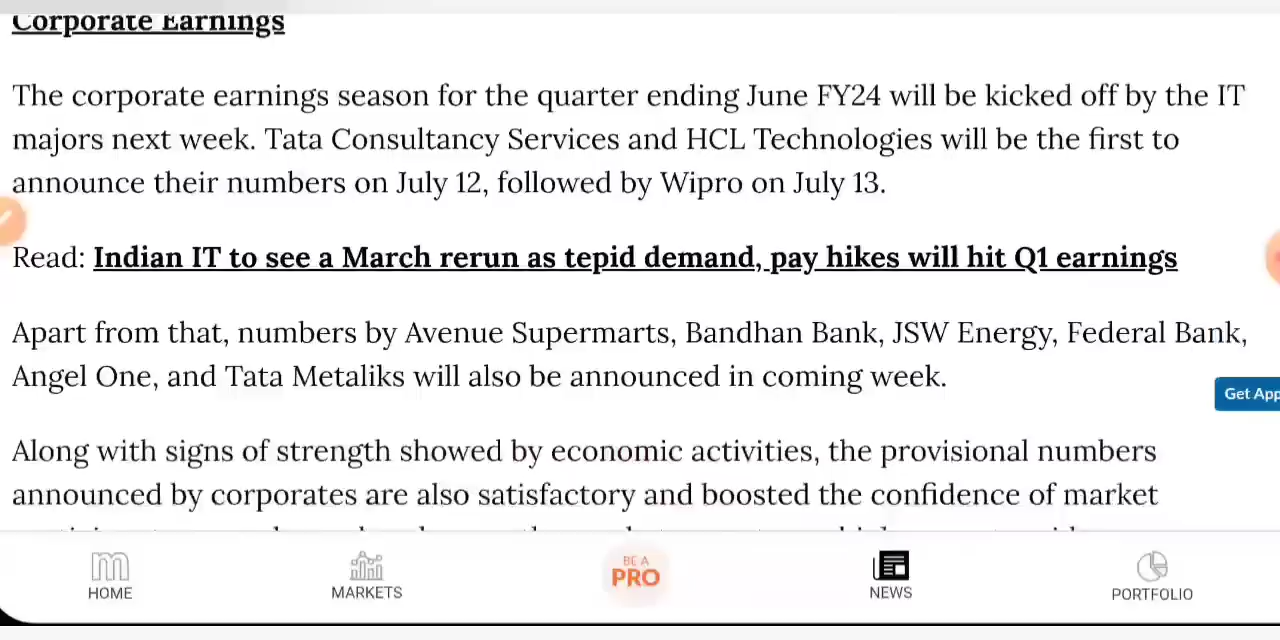 Corporate Earnings
The corporate earnings season for the quarter ending June FY24 will be kicked off by the IT
majors next week. Tata Consultancy Services and HCL Technologies will be the first to
announce their numbers on July 12, followed by Wipro on July 13.
Read: Indian IT to see a March rerun as tepid demand, pay hikes will hit Q1 earnings
Apart from that, numbers by Avenue Supermarts, Bandhan Bank, JSW Energy, Federal Bank,
Angel One, and Tata Metaliks will also be announced in coming week.
Get App
Along with signs of strength showed by economic activities, the provisional numbers
announced by corporates are also satisfactory and boosted the confidence of market
m
HOME
MARKETS
BE A
PRO
NEWS
PORTFOLIO